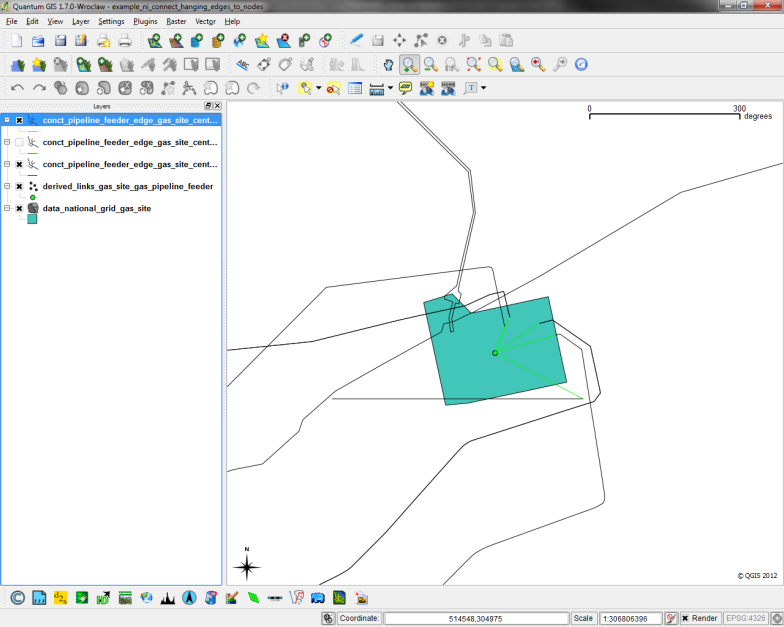 Quantum GIS 1.7.0-Wroclaw - example_ni_connect_hanging_edges_to_nodes
File Edit View Layer Settings Plugins Raster Vector Help
ABC
T
Layers
conct_pipeline_feeder_edge_gas_site_cent...
conct_pipeline_feeder_edge_gas_site_cent...
conct_pipeline_feeder_edge_gas_site_cent...
derived_links_gas_site_gas_pipeline_feeder
data_national_grid_gas_site
0 300
degrees
N
© QGIS 2012
Coordinate: 514548,304975 Scale 1:306806396 Render EPSG:4326